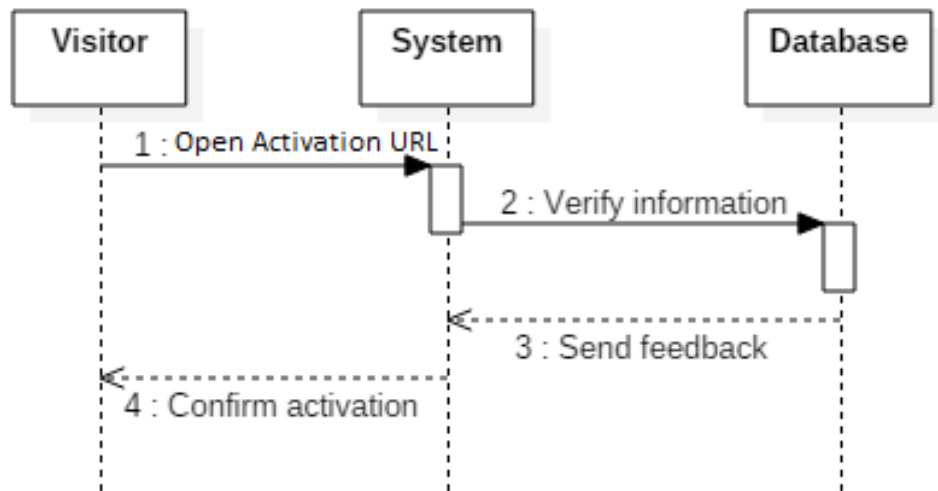 Visitor
System
Database
1 : Open Activation URL
2 : Verify information
3 : Send feedback
4 : Confirm activation